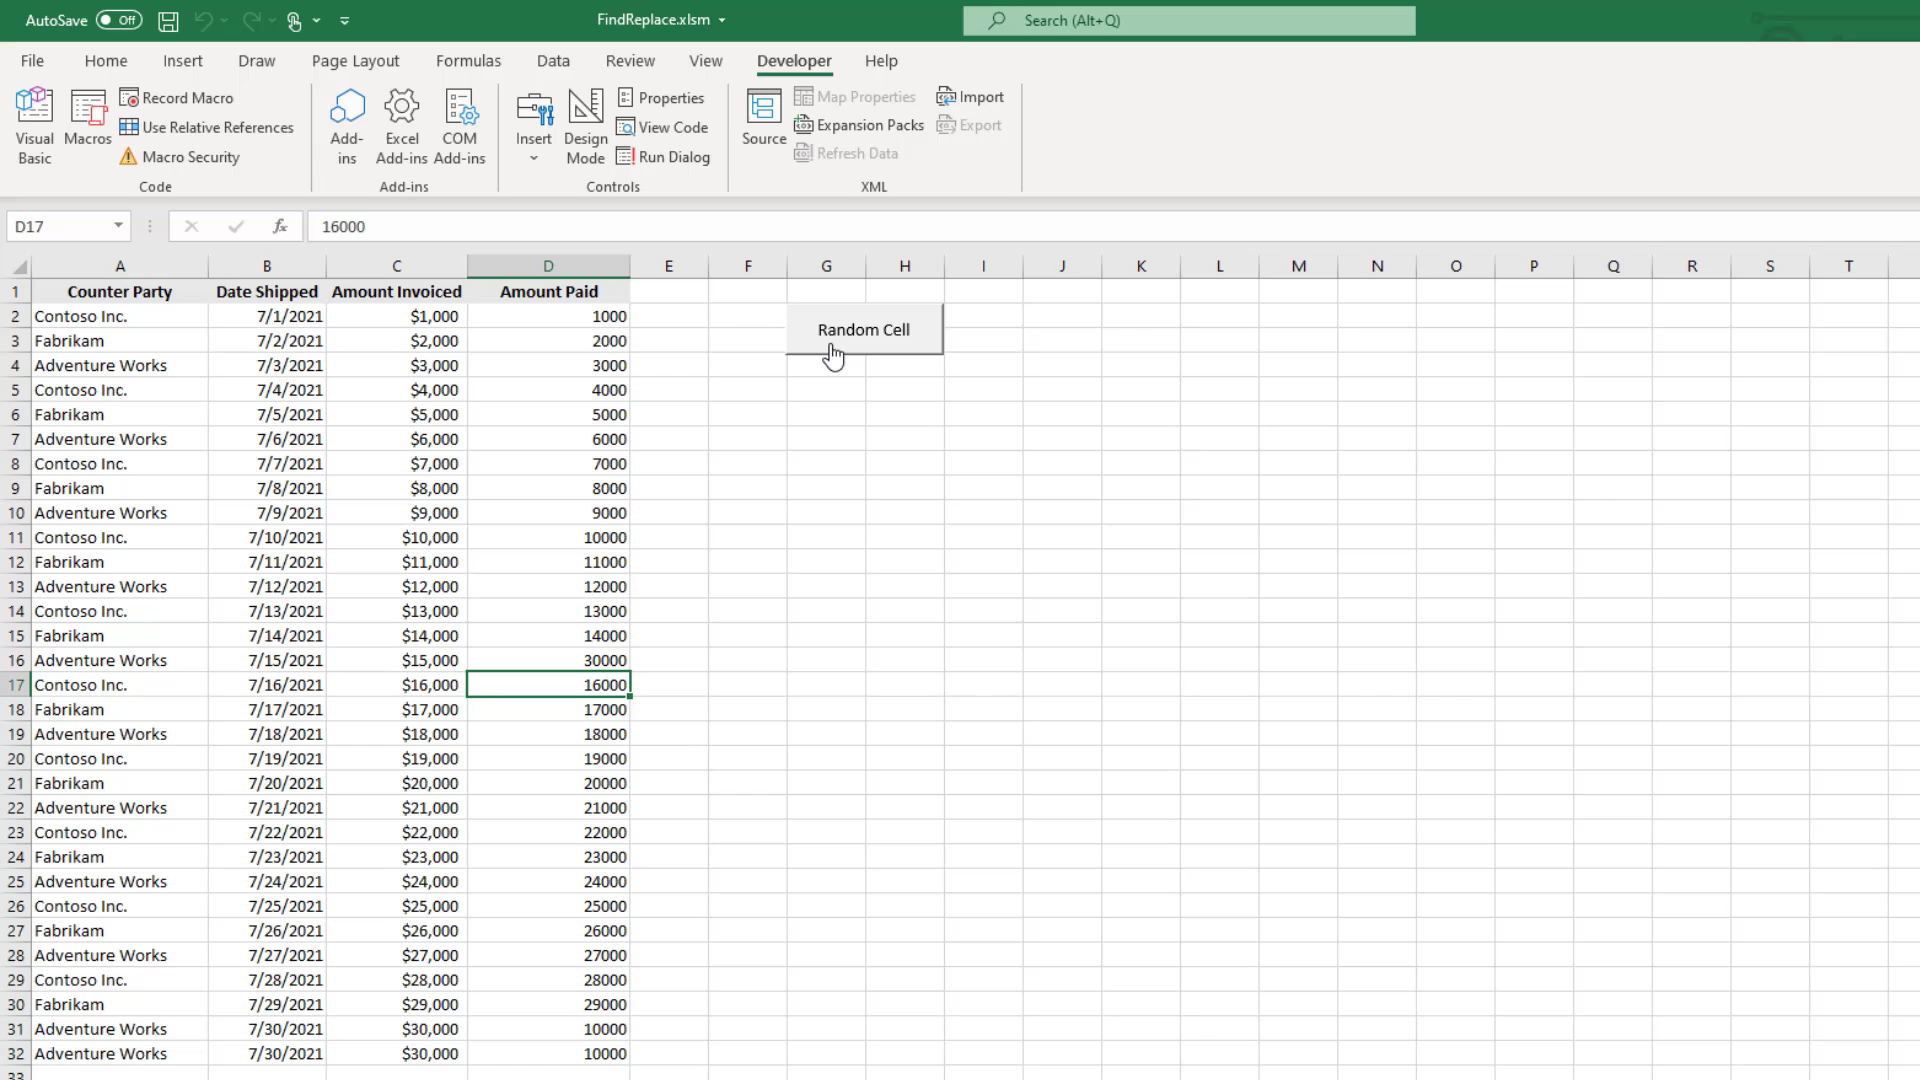 AutoSave Off FindReplace.xlsm Search (Alt+Q)
File Home Insert Draw Page Layout Formulas Data Review View Developer Help
Visual Basic
Macros
Record Macro
Use Relative References
Macro Security
Code
Add-ins
Excel Add-ins
COM Add-ins
Add-ins
Insert
Design Mode
Properties
View Code
Run Dialog
Controls
Source
Map Properties
Expansion Packs
Refresh Data
Import
Export
XML
D17 fx 16000
A B C D E F G H I J K L M N O P Q R S T
1 Counter Party Date Shipped Amount Invoiced Amount Paid
2 Contoso Inc. 7/1/2021 $1,000 1000
Random Cell
3 Fabrikam 7/2/2021 $2,000 2000
4 Adventure Works 7/3/2021 $3,000 3000
5 Contoso Inc. 7/4/2021 $4,000 4000
6 Fabrikam 7/5/2021 $5,000 5000
7 Adventure Works 7/6/2021 $6,000 6000
8 Contoso Inc. 7/7/2021 $7,000 7000
9 Fabrikam 7/8/2021 $8,000 8000
10 Adventure Works 7/9/2021 $9,000 9000
11 Contoso Inc. 7/10/2021 $10,000 10000
12 Fabrikam 7/11/2021 $11,000 11000
13 Adventure Works 7/12/2021 $12,000 12000
14 Contoso Inc. 7/13/2021 $13,000 13000
15 Fabrikam 7/14/2021 $14,000 14000
16 Adventure Works 7/15/2021 $15,000 30000
17 Contoso Inc. 7/16/2021 $16,000 16000
18 Fabrikam 7/17/2021 $17,000 17000
19 Adventure Works 7/18/2021 $18,000 18000
20 Contoso Inc. 7/19/2021 $19,000 19000
21 Fabrikam 7/20/2021 $20,000 20000
22 Adventure Works 7/21/2021 $21,000 21000
23 Contoso Inc. 7/22/2021 $22,000 22000
24 Fabrikam 7/23/2021 $23,000 23000
25 Adventure Works 7/24/2021 $24,000 24000
26 Contoso Inc. 7/25/2021 $25,000 25000
27 Fabrikam 7/26/2021 $26,000 26000
28 Adventure Works 7/27/2021 $27,000 27000
29 Contoso Inc. 7/28/2021 $28,000 28000
30 Fabrikam 7/29/2021 $29,000 29000
31 Adventure Works 7/30/2021 $30,000 10000
32 Adventure Works 7/30/2021 $30,000 10000
33